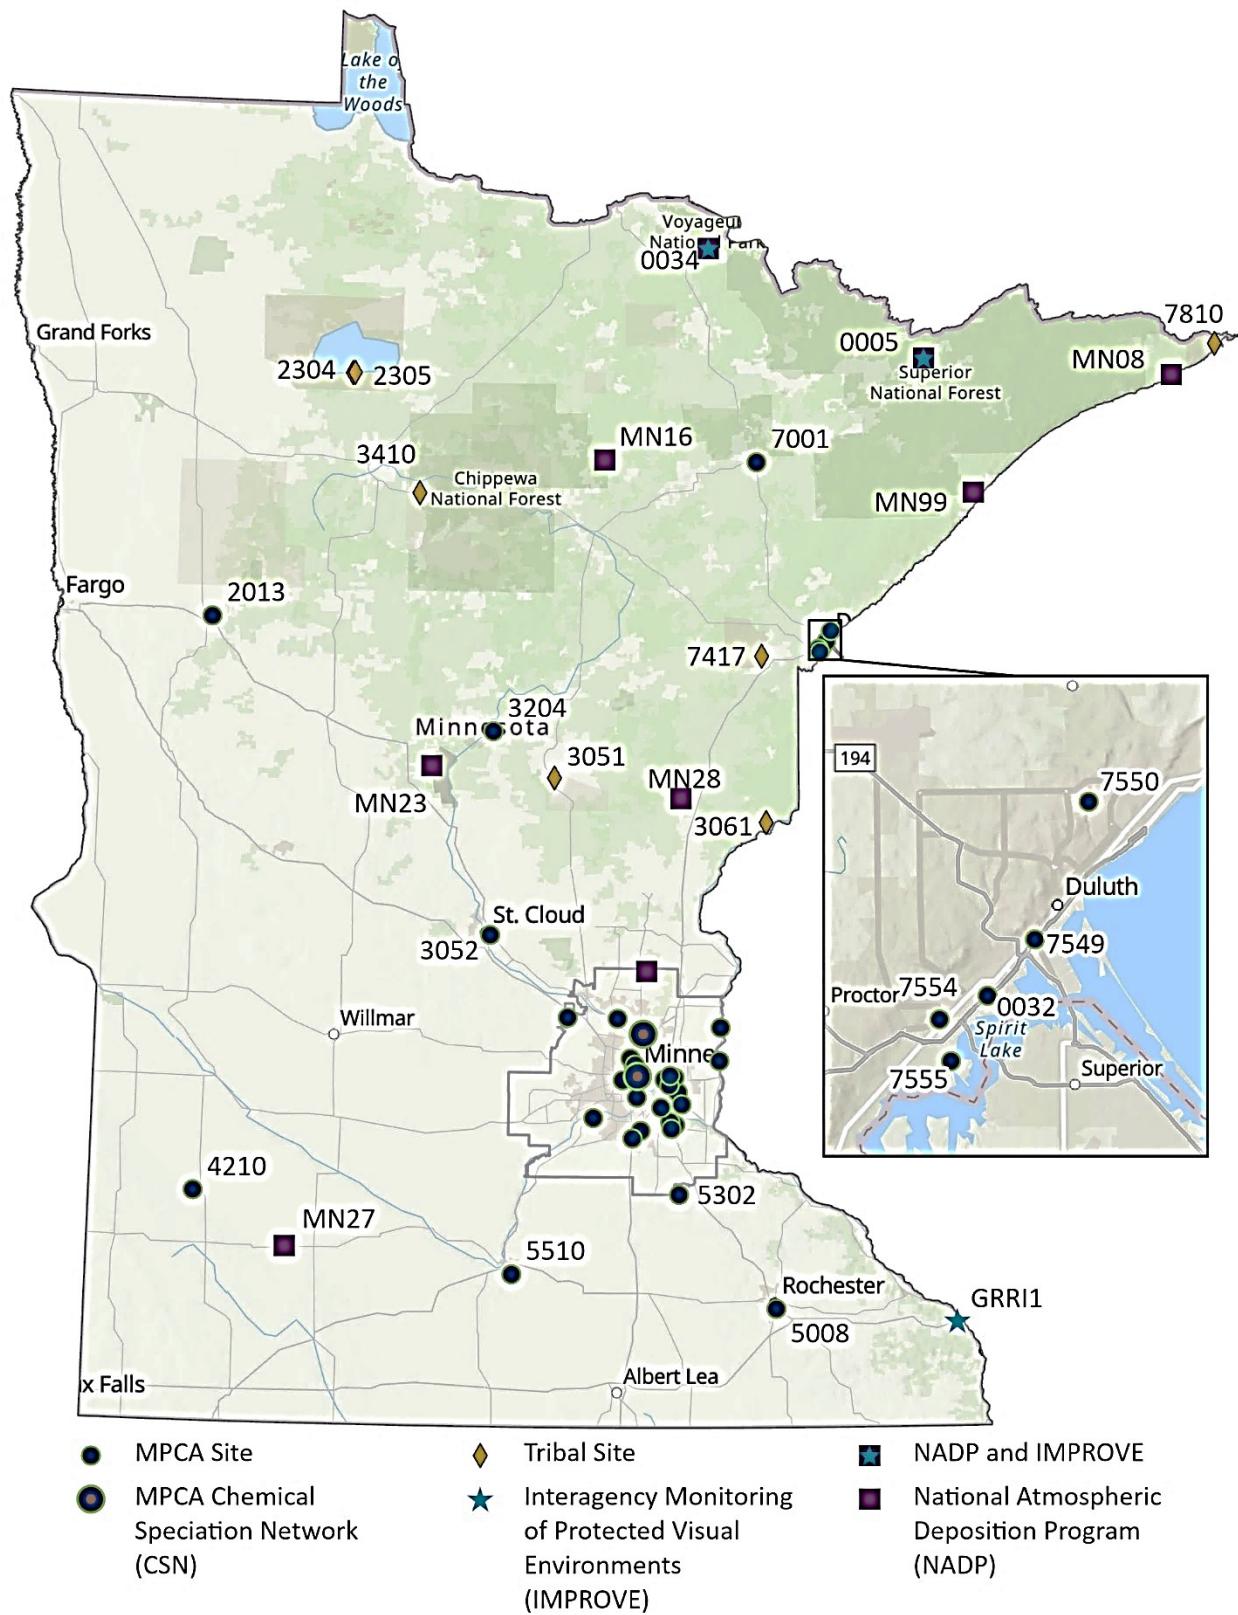 Lake o
the
Woods
Voyageu
National Park
0034
7810
Grand Forks
0005
MN08
2304
2305
Superior
National Forest
MN16
7001
3410
Chippewa
National Forest
MN99
Fargo
2013
D
7417
3204
Minnesota
3051
MN28
MN23
3061
194
7550
Duluth
St. Cloud
3052
7549
Proctor
7554
0032
Spirit
Lake
Willmar
Minne
Superior
7555
4210
5302
MN27
5510
Rochester
GRRI1
5008
Albert Lea
x Falls
MPCA Site
Tribal Site
NADP and IMPROVE
MPCA Chemical
Speciation Network
(CSN)
Interagency Monitoring
of Protected Visual
Environments
(IMPROVE)
National Atmospheric
Deposition Program
(NADP)